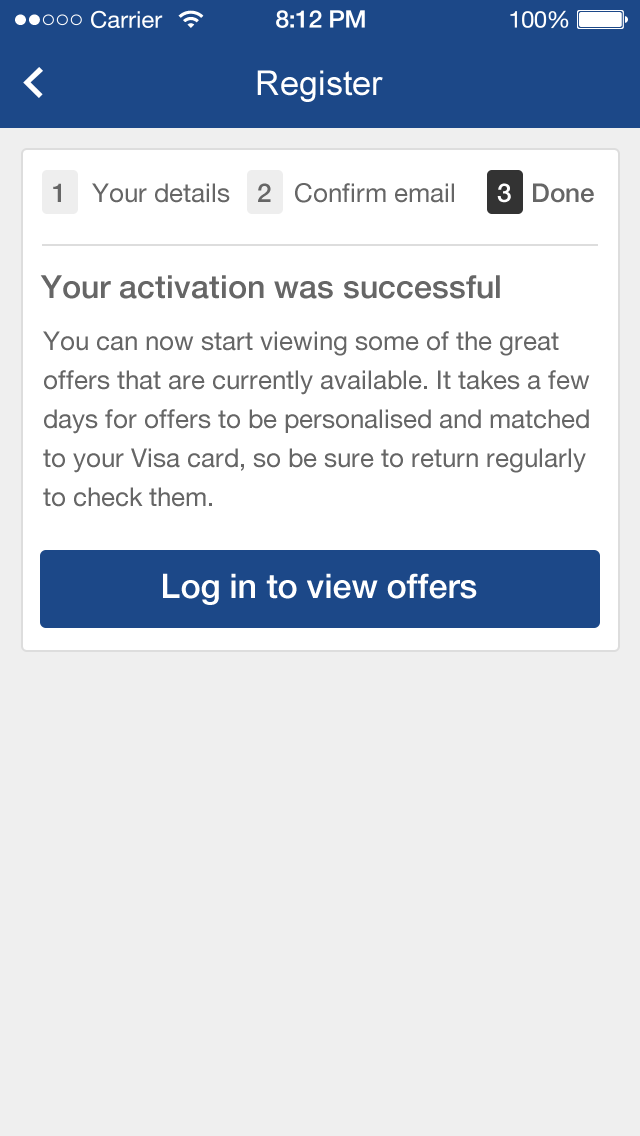 Carrier 8:12 PM 100%
Register
1 Your details 2 Confirm email 3 Done
Your activation was successful
You can now start viewing some of the great
offers that are currently available. It takes a few
days for offers to be personalised and matched
to your Visa card, so be sure to return regularly
to check them.
Log in to view offers